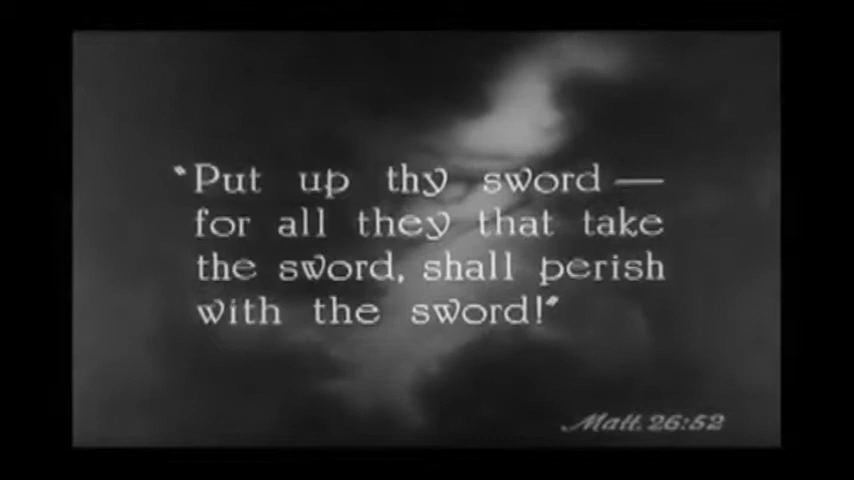 "Put up thy sword —
for all they that take
the sword, shall perish
with the sword!"
Matt. 26:52